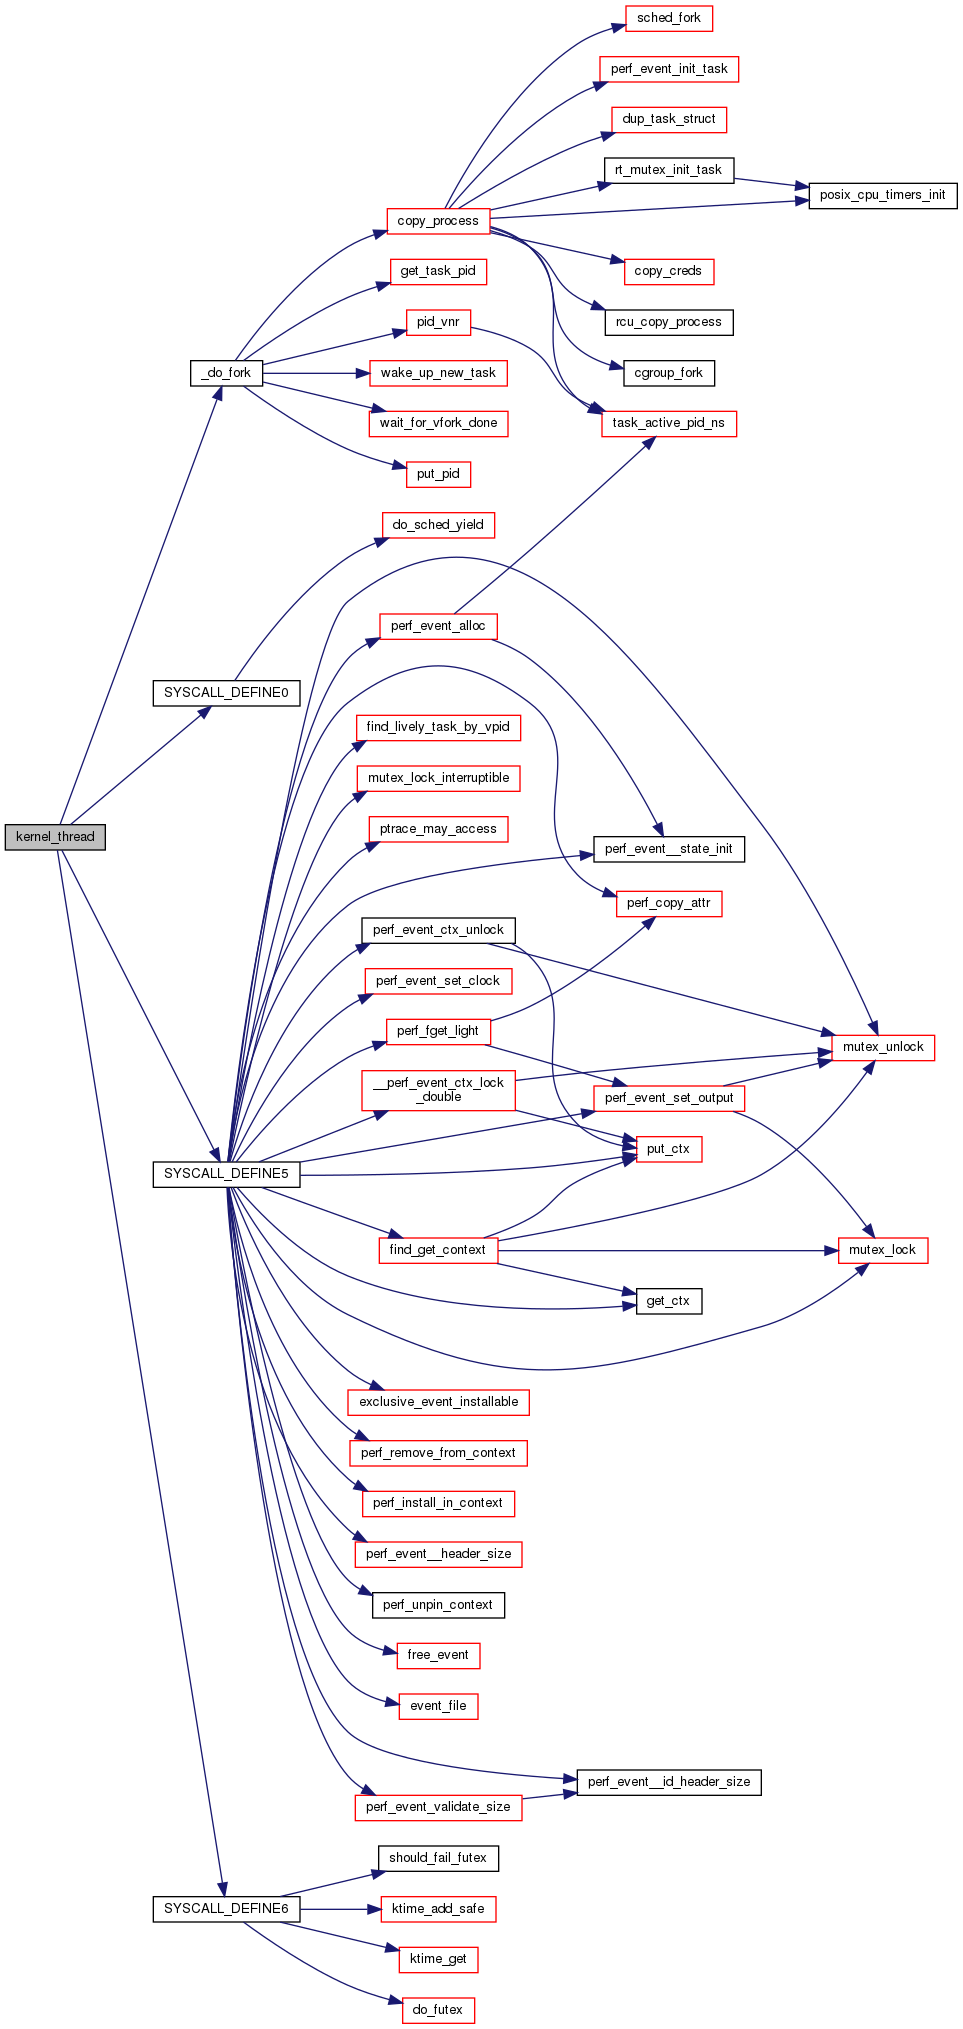 sched_fork
perf_event_init_task
dup_task_struct
rt_mutex_init_task
posix_cpu_timers_init
copy_process
copy_creds
get_task_pid
pid_vnr
rcu_copy_process
_do_fork
wake_up_new_task
cgroup_fork
wait_for_vfork_done
task_active_pid_ns
put_pid
do_sched_yield
perf_event_alloc
SYSCALL_DEFINE0
find_lively_task_by_vpid
mutex_lock_interruptible
kernel_thread
ptrace_may_access
perf_event__state_init
perf_copy_attr
perf_event_ctx_unlock
perf_event_set_clock
perf_fget_light
mutex_unlock
__perf_event_ctx_lock
_double
perf_event_set_output
put_ctx
SYSCALL_DEFINE5
find_get_context
mutex_lock
get_ctx
exclusive_event_installable
perf_remove_from_context
perf_install_in_context
perf_event__header_size
perf_unpin_context
free_event
event_file
perf_event__id_header_size
perf_event_validate_size
should_fail_futex
SYSCALL_DEFINE6
ktime_add_safe
ktime_get
do_futex